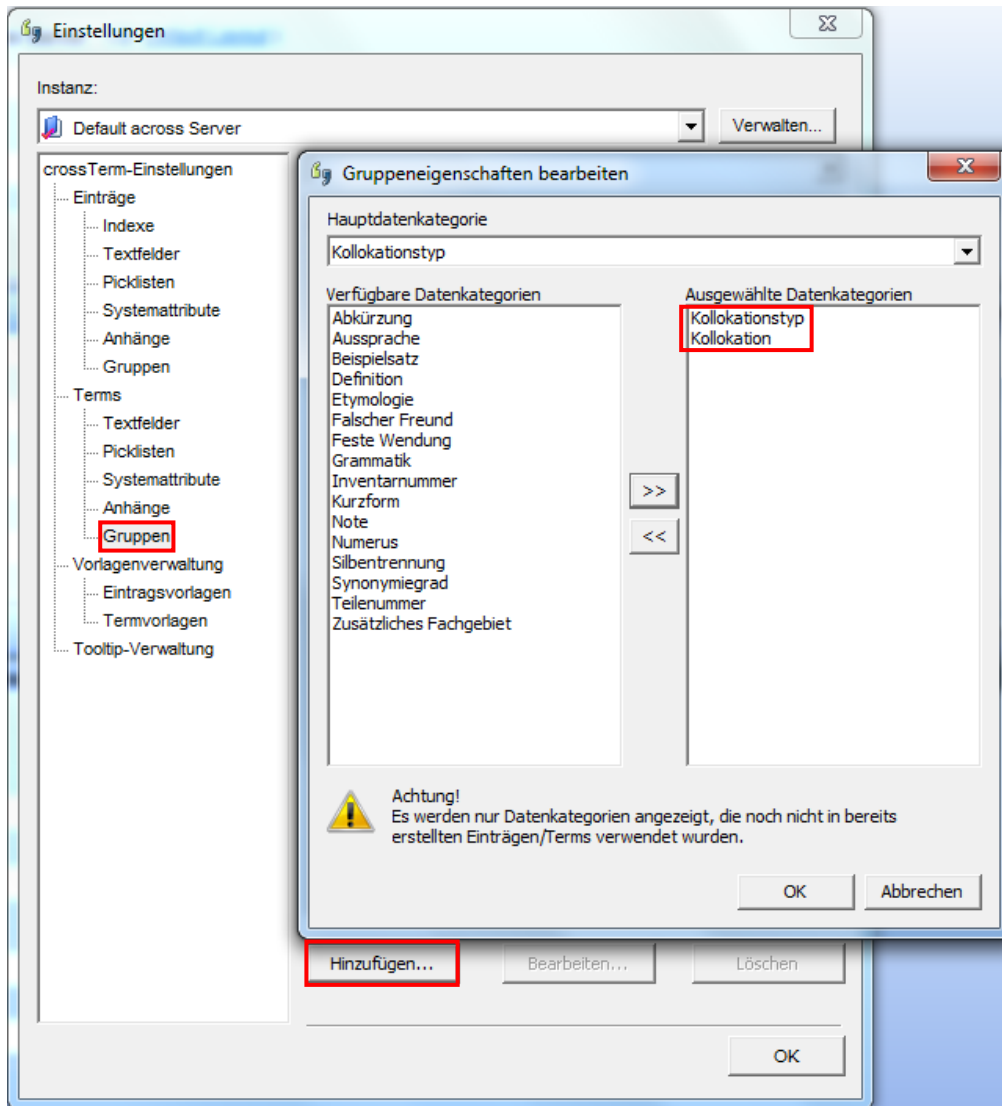 Einstellungen
Instanz:
Default across Server
Verwalten...
crossTerm-Einstellungen
Einträge
Indexe
Textfelder
Picklisten
Systemattribute
Anhänge
Gruppen
Terms
Textfelder
Picklisten
Systemattribute
Anhänge
Gruppen
Vorlagenverwaltung
Eintragsvorlagen
Termvorlagen
Tooltip-Verwaltung
Gruppeneigenschaften bearbeiten
Hauptdatenkategorie
Kollokationstyp
Verfügbare Datenkategorien
Abkürzung
Aussprache
Beispielsatz
Definition
Etymologie
Falscher Freund
Feste Wendung
Grammatik
Inventarnummer
Kurzform
Note
Numerus
Silbentrennung
Synonymiegrad
Teilenummer
Zusätzliches Fachgebiet
>>
<<
Ausgewählte Datenkategorien
Kollokationstyp
Kollokation
Achtung!
Es werden nur Datenkategorien angezeigt, die noch nicht in bereits
erstellten Einträgen/Terms verwendet wurden.
OK
Abbrechen
Hinzufügen...
Bearbeiten...
Löschen
OK